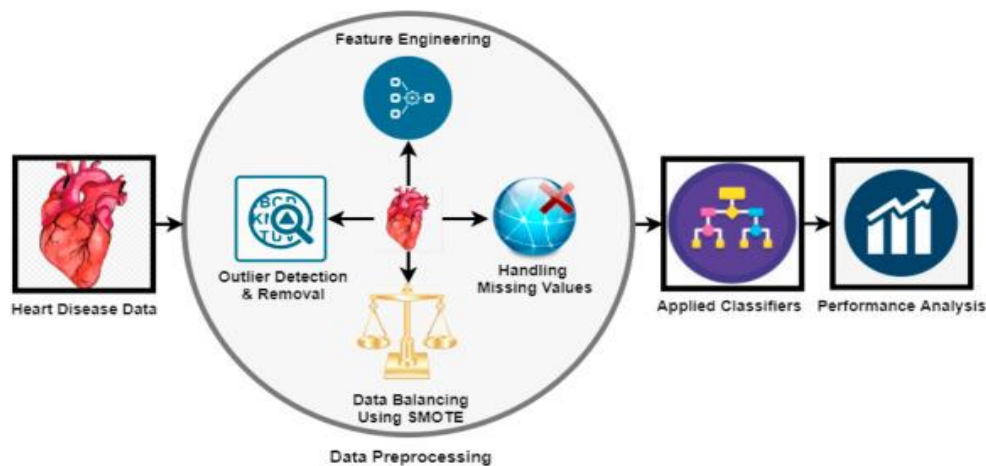 Feature Engineering
Outlier Detection
& Removal
Handling
Missing Values
Heart Disease Data
Applied Classifiers
Performance Analysis
Data Balancing
Using SMOTE
Data Preprocessing